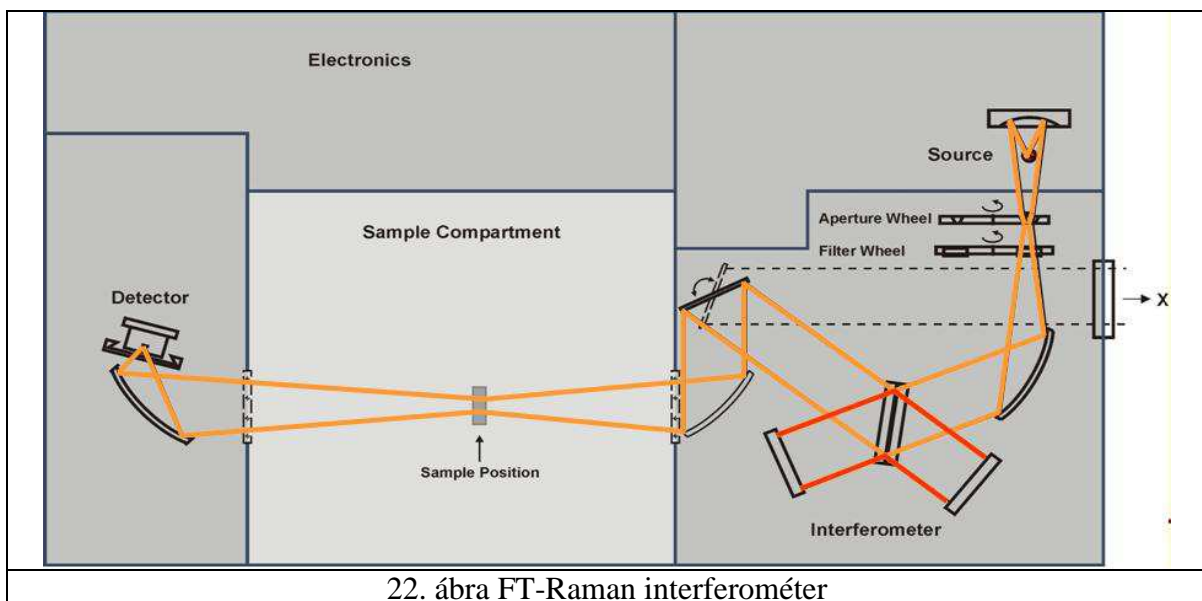 Electronics
Source
Aperture Wheel
Filter Wheel
Sample Compartment
Detector
X
Sample Position
Interferometer
22. ábra FT-Raman interferométer